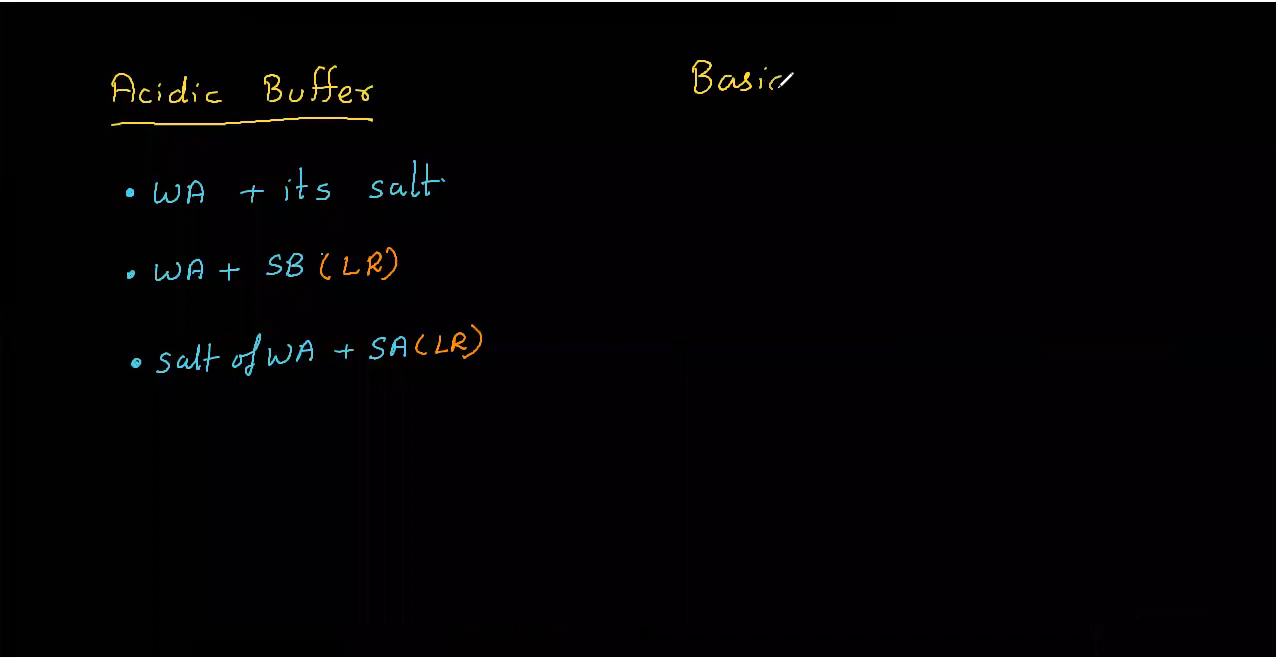 Acidic Buffer
• WA + its salt
• WA + SB (LR)
• salt of WA + SA (LR)
Basic